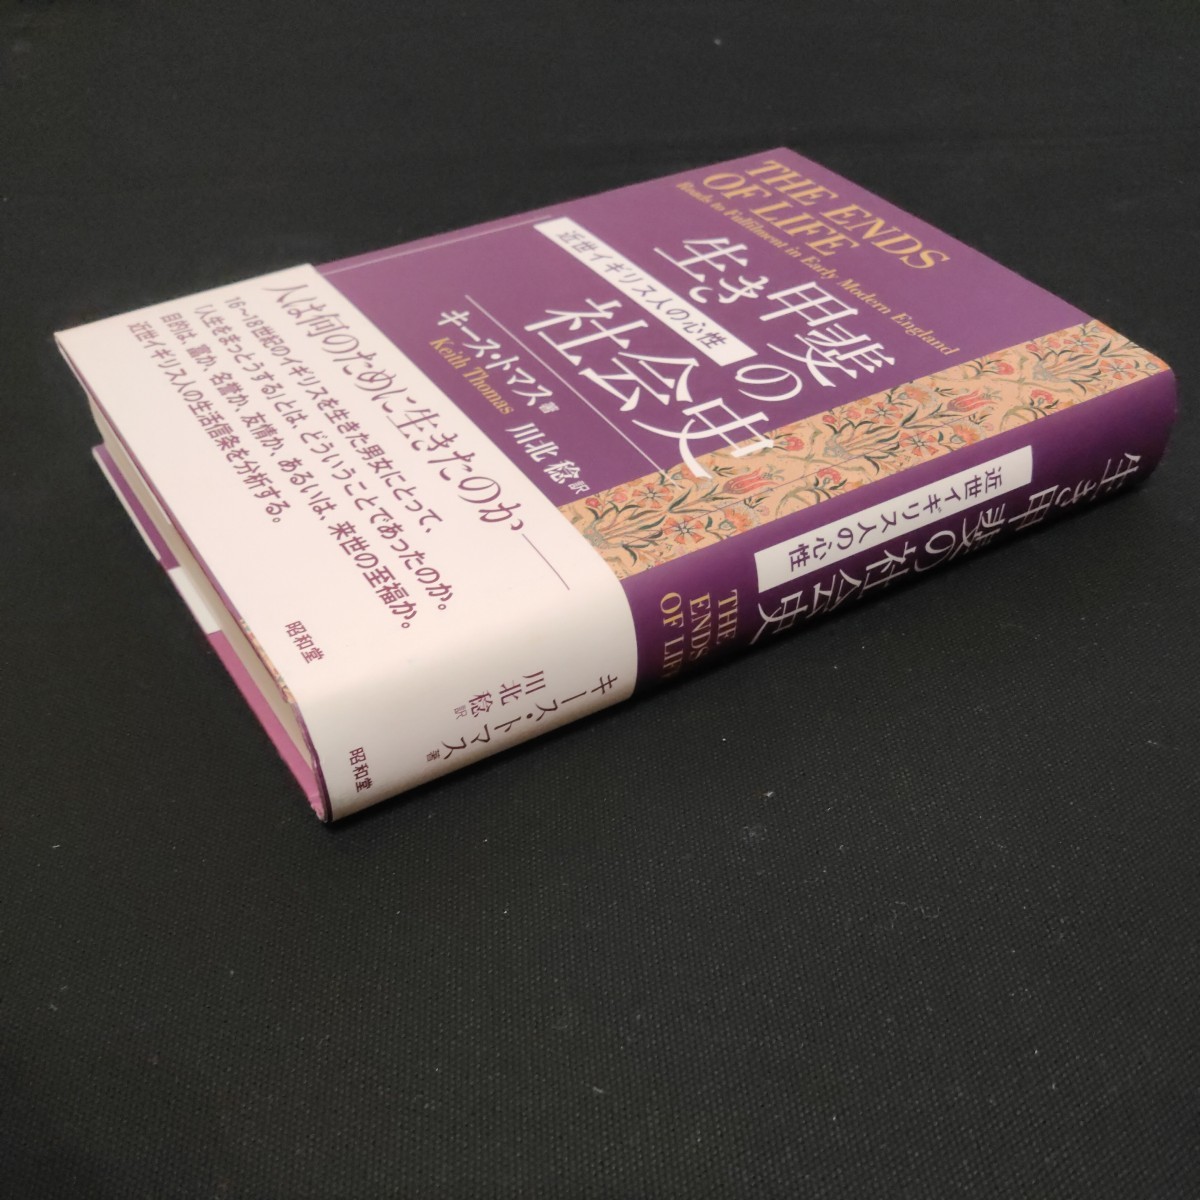 THE ENDS
OF LIFE
Roads to Fulfilment in Early Modern England
生き甲斐の
社会史
近世イギリス人の心性
キース・トマス 著
Keith Thomas
川北 稔 訳
人は何のために生きたのか──
16〜18世紀のイギリスを生きた男女にとって、
「人生をまっとうする」とは、どういうことであったのか。
目的は、富か、名誉か、友情か、あるいは、来世の至福か。
近世イギリス人の生活信条を分析する。
昭和堂
生き甲斐の社会史
近世イギリス人の心性
THE
ENDS
OF LIFE
キース・トマス 著
川北 稔 訳
昭和堂